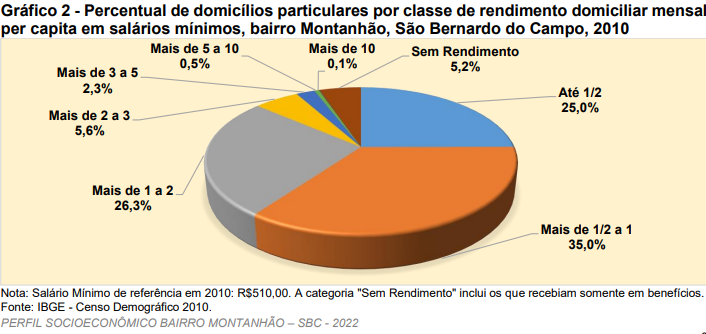 Gráfico 2 - Percentual de domicílios particulares por classe de rendimento domiciliar mensal
per capita em salários mínimos, bairro Montanhão, São Bernardo do Campo, 2010
Mais de 5 a 10
0,5%
Mais de 10
0,1%
Sem Rendimento
5,2%
Mais de 3 a 5
2,3%
Até 1/2
25,0%
Mais de 2 a 3
5,6%
Mais de 1 a 2
26,3%
Mais de 1/2 a 1
35,0%
Nota: Salário Mínimo de referência em 2010: R$510,00. A categoria "Sem Rendimento" inclui os que recebiam somente em benefícios.
Fonte: IBGE - Censo Demográfico 2010.
PERFIL SOCIOECONÔMICO BAIRRO MONTANHÃO – SBC - 2022